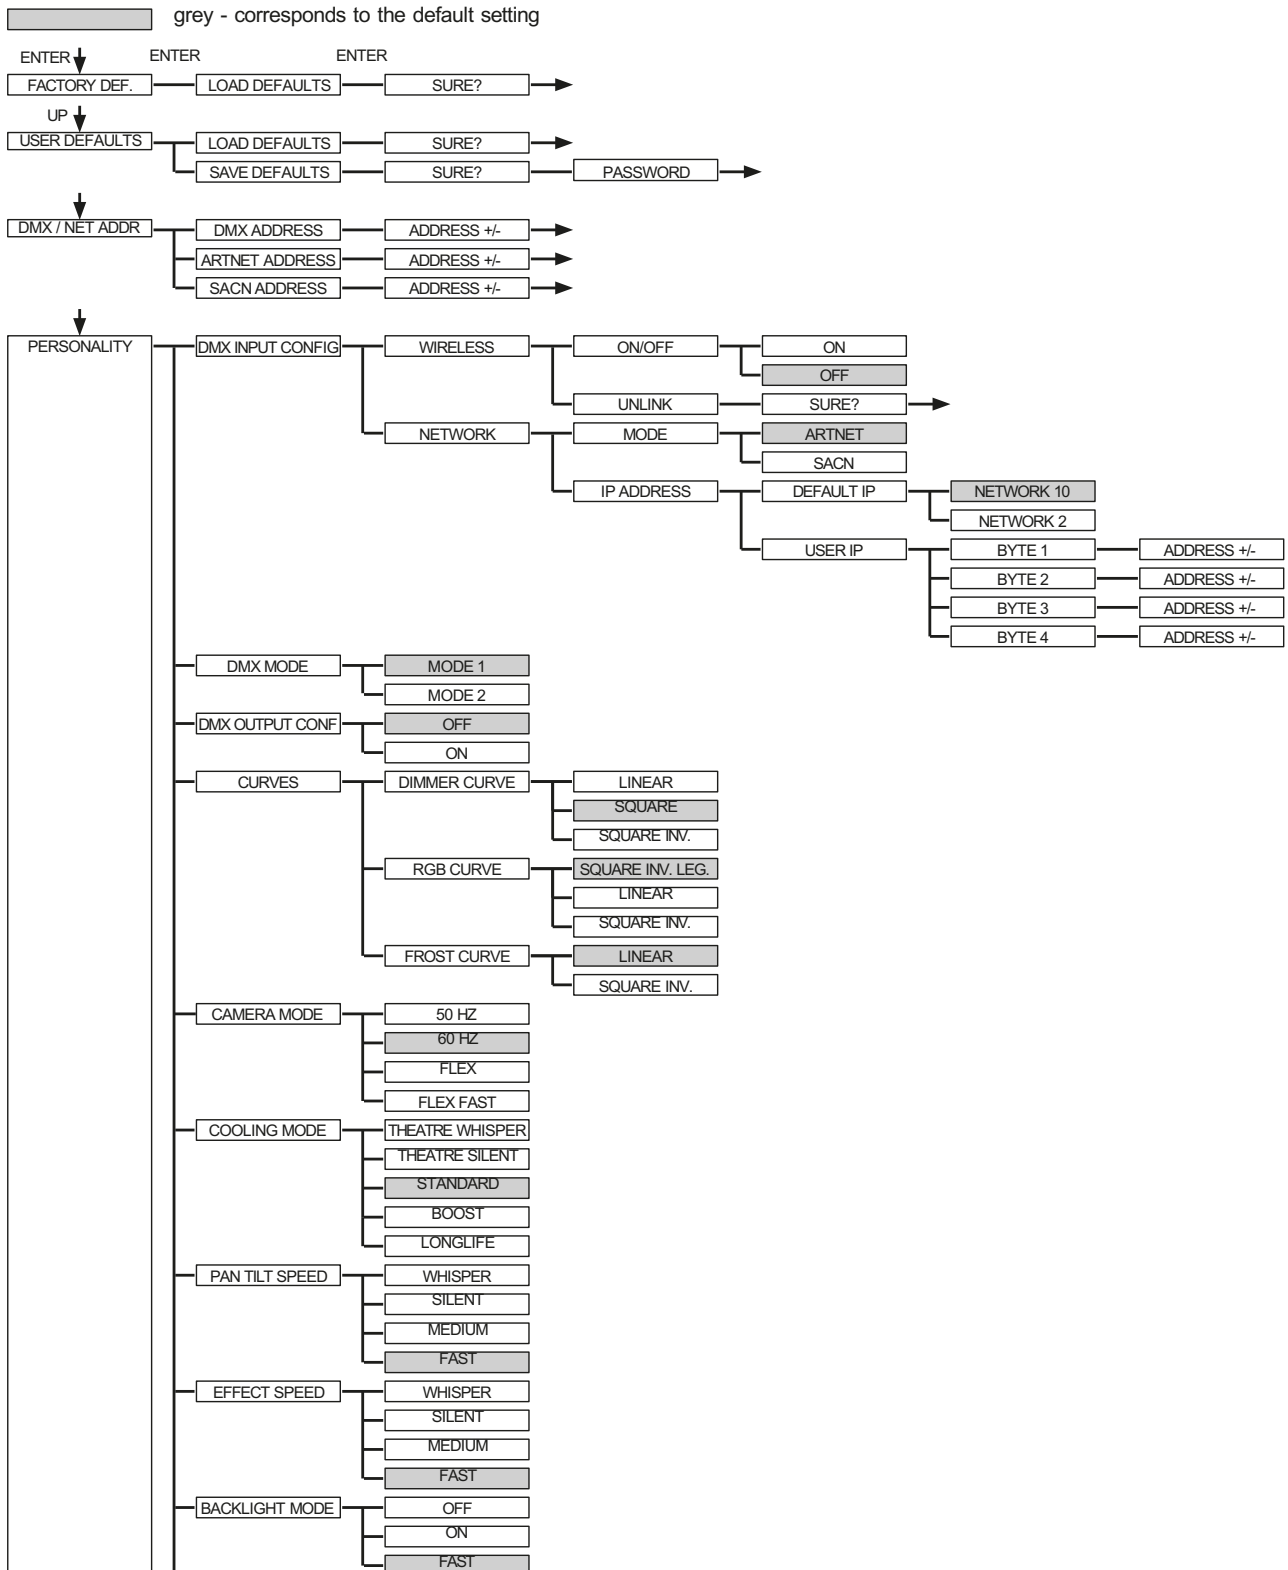 grey - corresponds to the default setting
ENTER ENTER ENTER
FACTORY DEF. LOAD DEFAULTS SURE?
UP
USER DEFAULTS LOAD DEFAULTS SURE?
SAVE DEFAULTS SURE? PASSWORD
DMX / NET ADDR DMX ADDRESS ADDRESS +/-
ARTNET ADDRESS ADDRESS +/-
SACN ADDRESS ADDRESS +/-
PERSONALITY DMX INPUT CONFIG WIRELESS ON/OFF ON
OFF
UNLINK SURE?
NETWORK MODE ARTNET
SACN
IP ADDRESS DEFAULT IP NETWORK 10
NETWORK 2
USER IP BYTE 1 ADDRESS +/-
BYTE 2 ADDRESS +/-
BYTE 3 ADDRESS +/-
BYTE 4 ADDRESS +/-
DMX MODE MODE 1
MODE 2
DMX OUTPUT CONF OFF
ON
CURVES DIMMER CURVE LINEAR
SQUARE
SQUARE INV.
RGB CURVE SQUARE INV. LEG.
LINEAR
SQUARE INV.
FROST CURVE LINEAR
SQUARE INV.
CAMERA MODE 50 HZ
60 HZ
FLEX
FLEX FAST
COOLING MODE THEATRE WHISPER
THEATRE SILENT
STANDARD
BOOST
LONGLIFE
PAN TILT SPEED WHISPER
SILENT
MEDIUM
FAST
EFFECT SPEED WHISPER
SILENT
MEDIUM
FAST
BACKLIGHT MODE OFF
ON
FAST